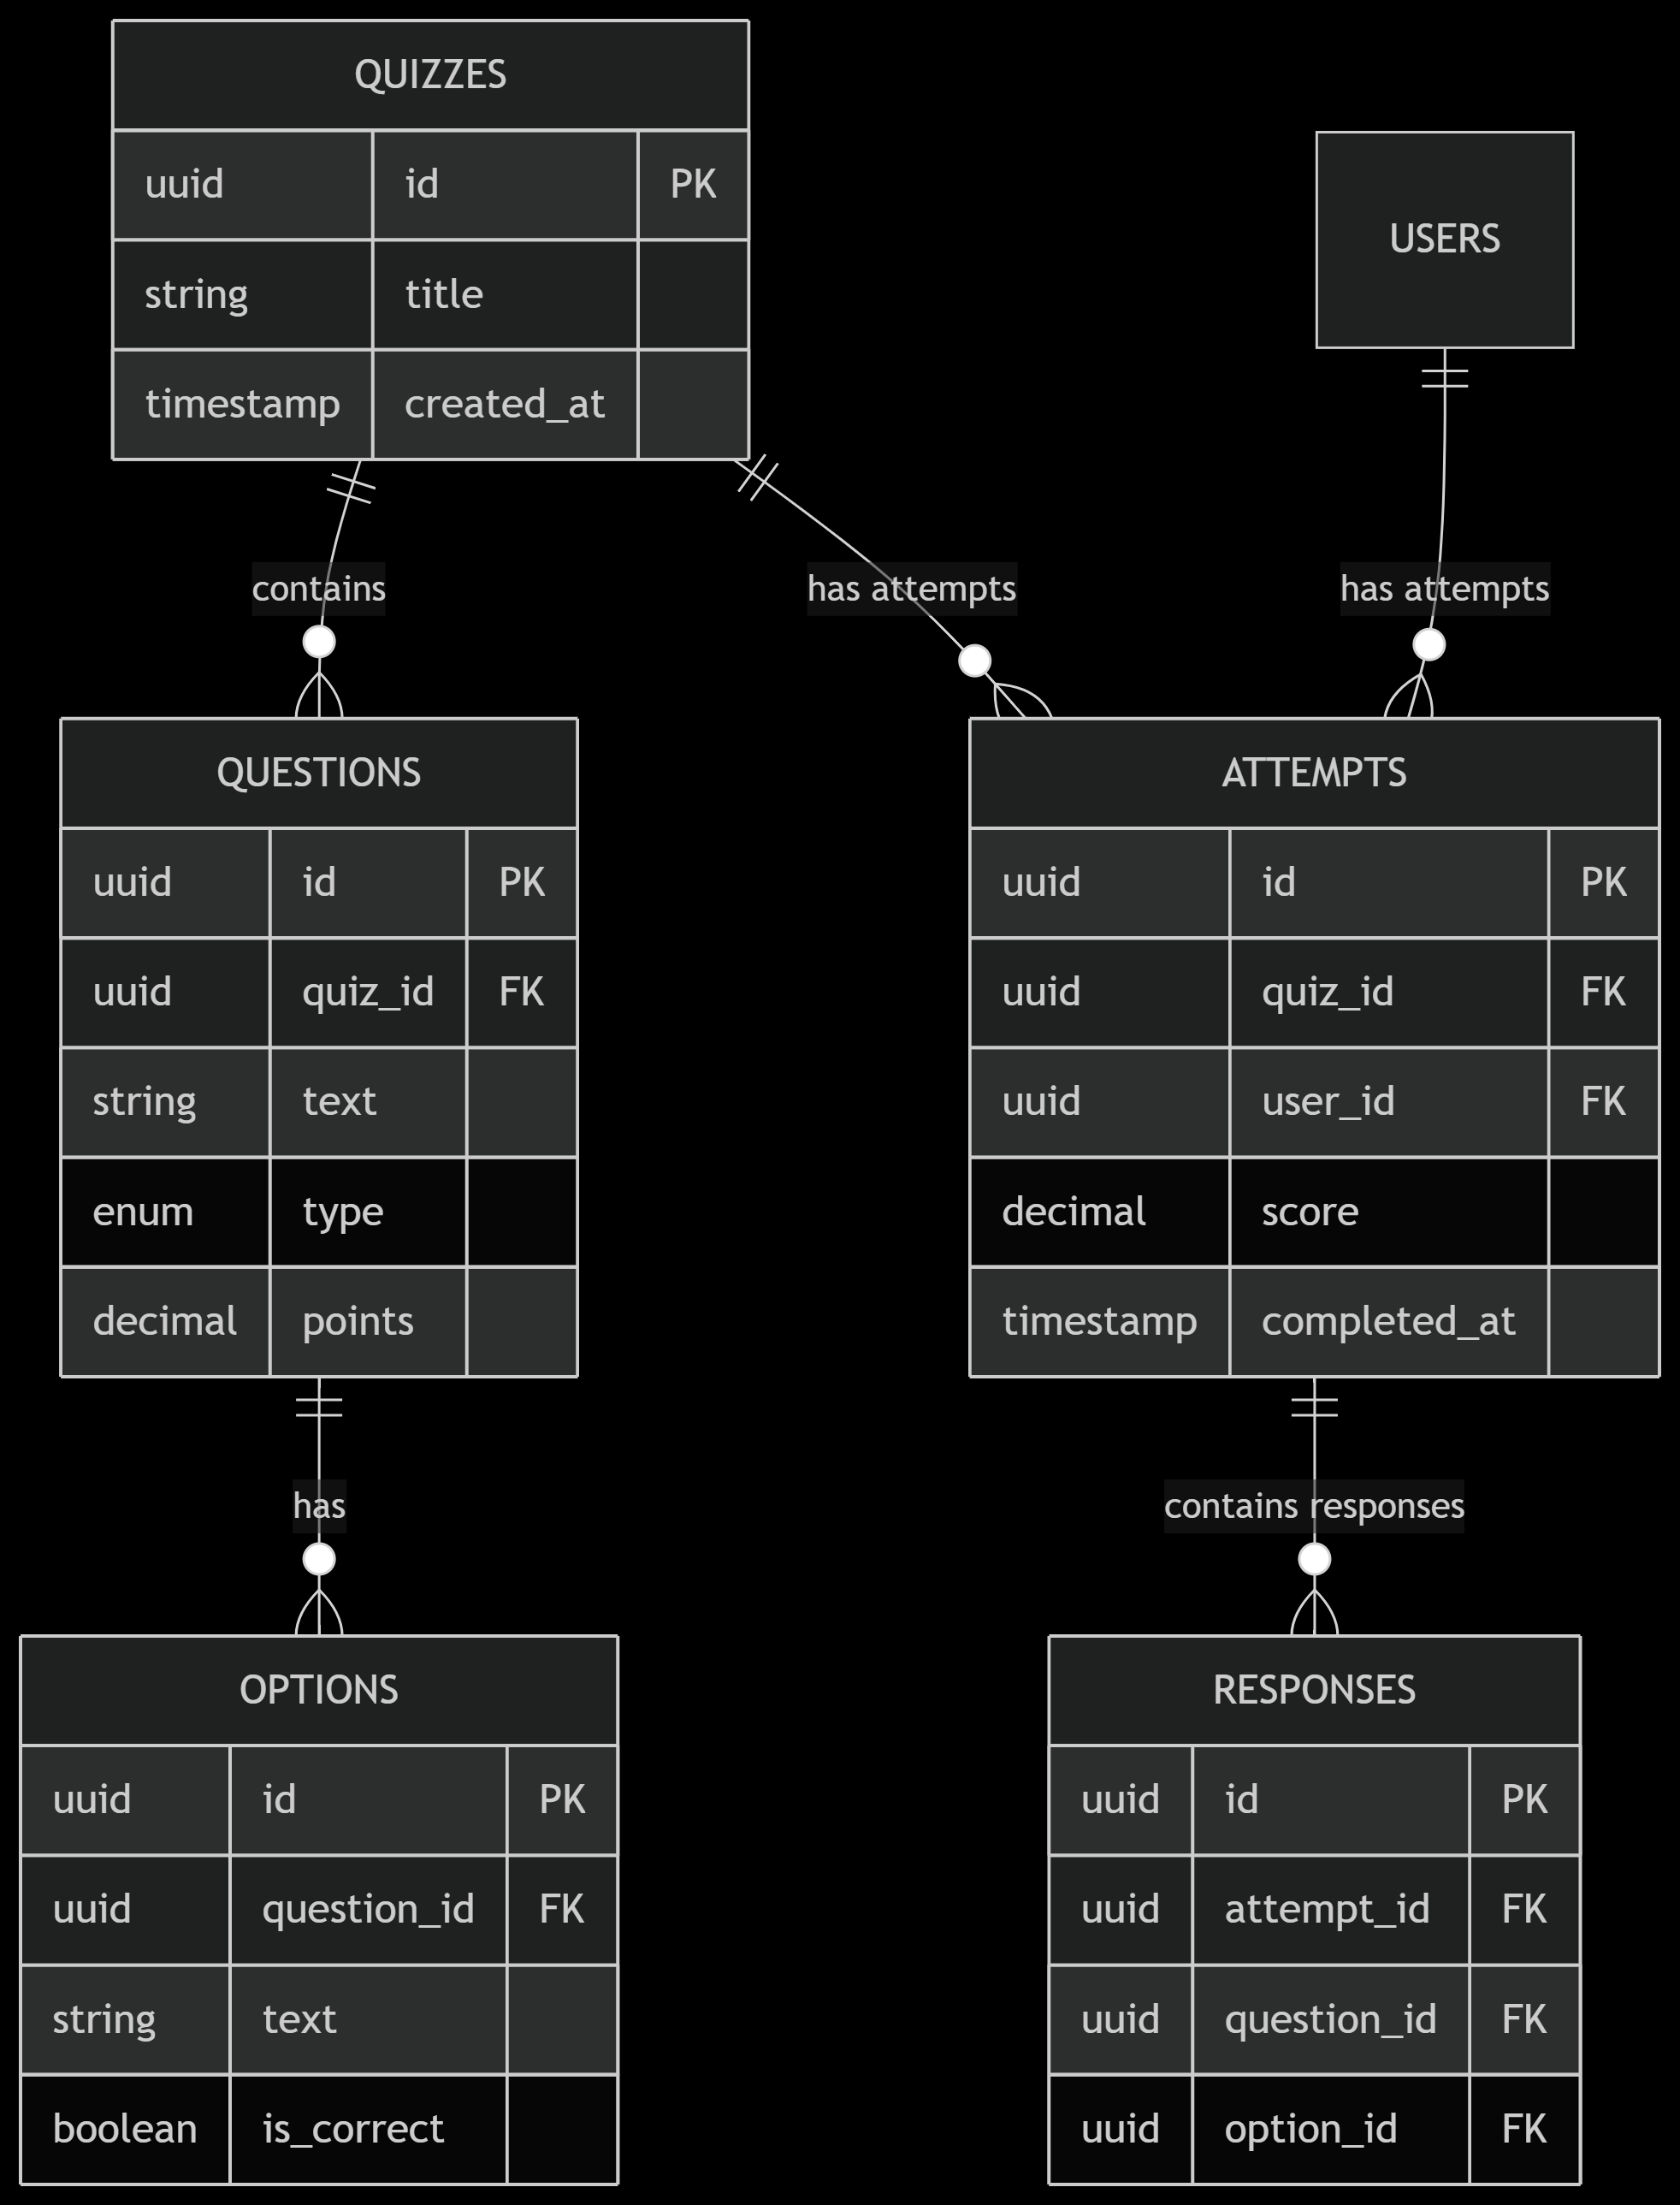 QUIZZES
uuid id PK
string title
timestamp created_at
USERS
contains
has attempts
has attempts
QUESTIONS
uuid id PK
uuid quiz_id FK
string text
enum type
decimal points
ATTEMPTS
uuid id PK
uuid quiz_id FK
uuid user_id FK
decimal score
timestamp completed_at
has
contains responses
OPTIONS
uuid id PK
uuid question_id FK
string text
boolean is_correct
RESPONSES
uuid id PK
uuid attempt_id FK
uuid question_id FK
uuid option_id FK